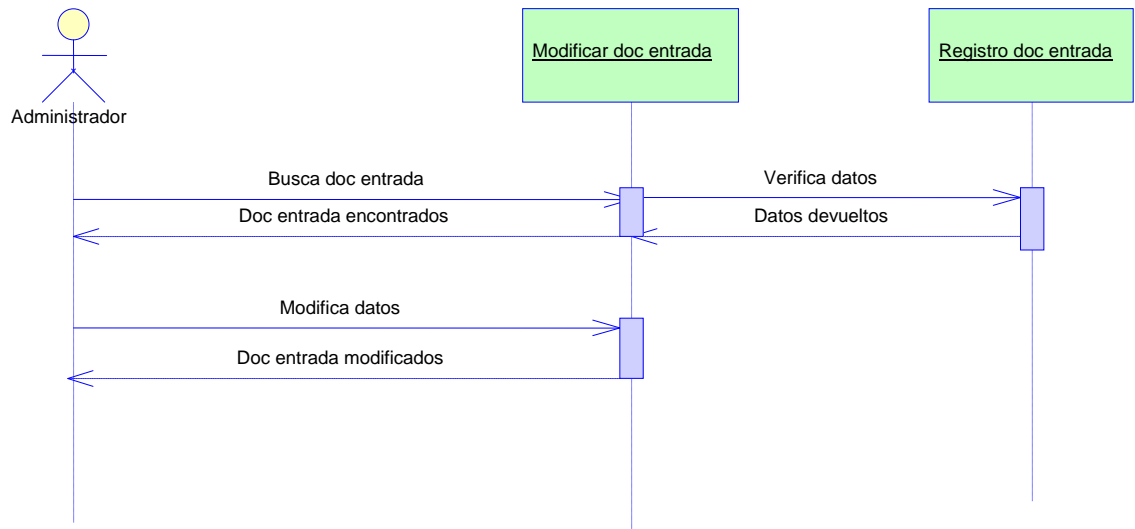 Modificar doc entrada
Registro doc entrada
Administrador
Busca doc entrada
Verifica datos
Doc entrada encontrados
Datos devueltos
Modifica datos
Doc entrada modificados